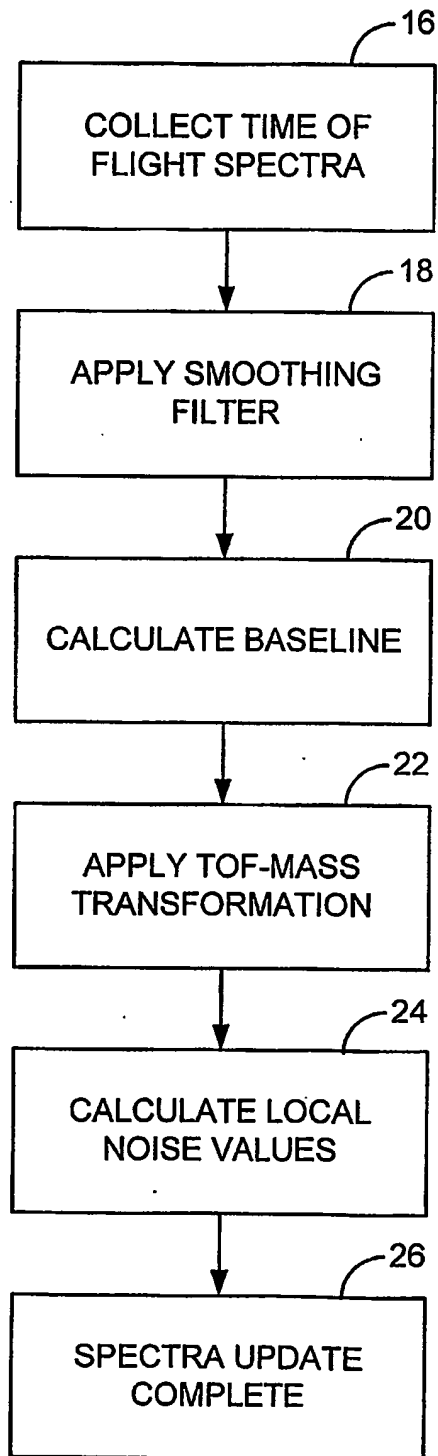 16
COLLECT TIME OF
FLIGHT SPECTRA
18
APPLY SMOOTHING
FILTER
20
CALCULATE BASELINE
22
APPLY TOF-MASS
TRANSFORMATION
24
CALCULATE LOCAL
NOISE VALUES
26
SPECTRA UPDATE
COMPLETE